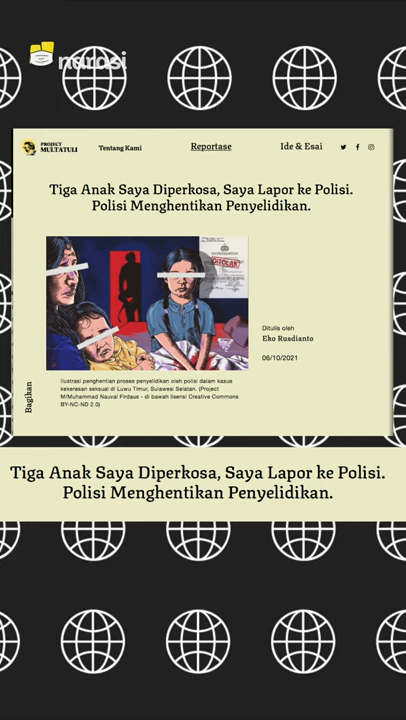 narasi
PROJECT
MULTATULI
Tentang Kami
Reportase
Ide & Esai
Tiga Anak Saya Diperkosa, Saya Lapor ke Polisi.
Polisi Menghentikan Penyelidikan.
DITOLAK
Ditulis oleh
Eko Rusdianto
06/10/2021
Bagikan
Ilustrasi penghentian proses penyelidikan oleh polisi dalam kasus
kekerasan seksual di Luwu Timur, Sulawesi Selatan. (Project
M/Muhammad Nauval Firdaus - di bawah lisensi Creative Commons
BY-NC-ND 2.0)
Tiga Anak Saya Diperkosa, Saya Lapor ke Polisi.
Polisi Menghentikan Penyelidikan.